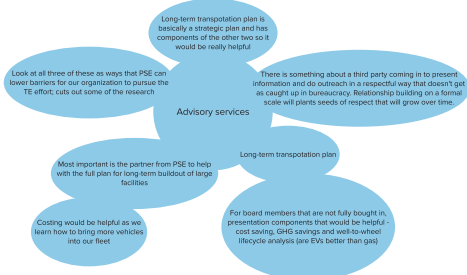 Long-term transpotation plan is
basically a strategic plan and has
components of the other two so it
would be really helpful
Look at all three of these as ways that PSE can
lower barriers for our organization to pursue the
TE effort; cuts out some of the research
There is something about a third party coming in to present
information and do outreach in a respectful way that doesn't get
as caught up in bureaucracy. Relationship building on a formal
scale will plants seeds of respect that will grow over time.
Advisory services
Long-term transpotation plan
Most important is the partner from PSE to help
with the full plan for long-term buildout of large
facilities
Costing would be helpful as we
learn how to bring more vehicles
into our fleet
For board members that are not fully bought in,
presentation components that would be helpful -
cost saving, GHG savings and well-to-wheel
lifecycle analysis (are EVs better than gas)